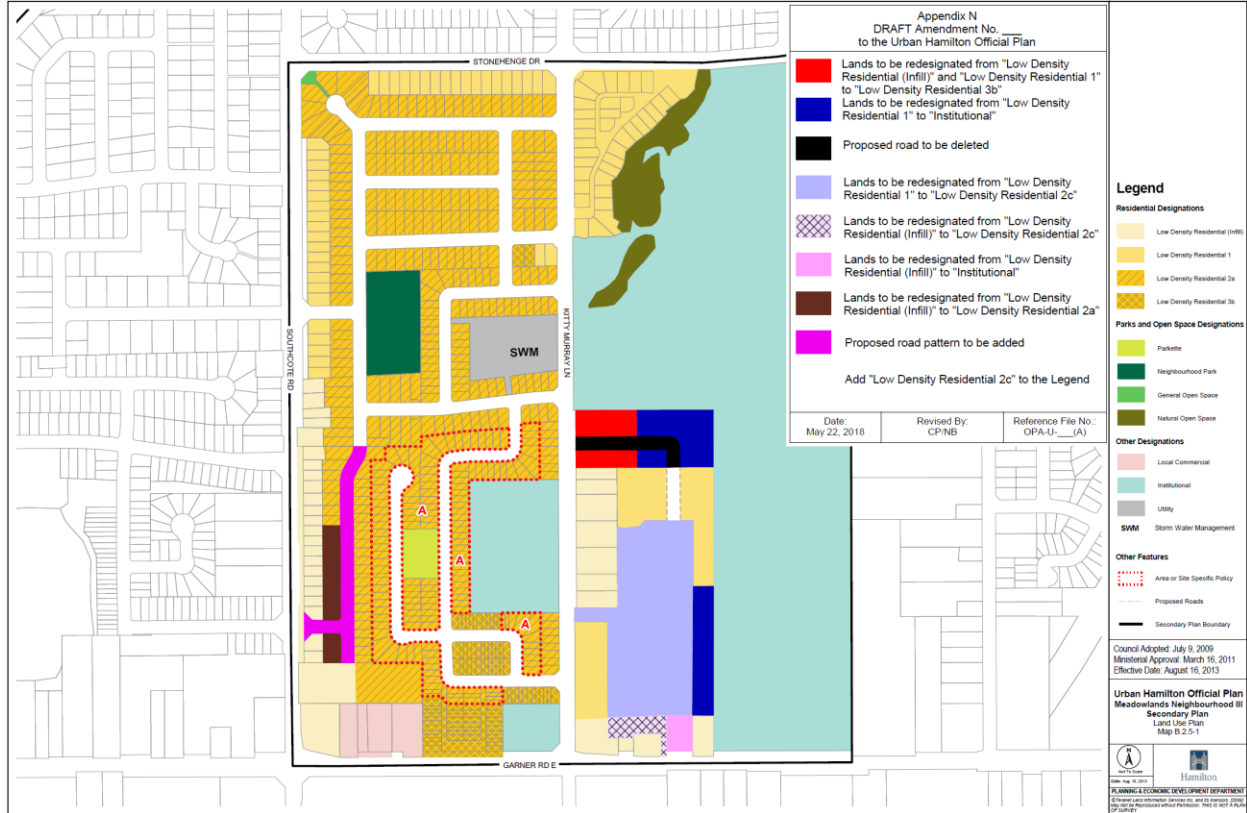 Appendix N
DRAFT Amendment No. ___
to the Urban Hamilton Official Plan
Lands to be redesignated from "Low Density
Residential (Infill)" and "Low Density Residential 1"
to "Low Density Residential 3b"
Lands to be redesignated from "Low Density
Residential 1" to "Institutional"
Proposed road to be deleted
Lands to be redesignated from "Low Density
Residential 1" to "Low Density Residential 2c"
Lands to be redesignated from "Low Density
Residential (Infill)" to "Low Density Residential 2c"
Lands to be redesignated from "Low Density
Residential (Infill)" to "Institutional"
Lands to be redesignated from "Low Density
Residential (Infill)" to "Low Density Residential 2a"
Proposed road pattern to be added
Add "Low Density Residential 2c" to the Legend
Date:
May 22, 2018
Revised By:
CP/NB
Reference File No.:
OPA-U-___(A)
STONEHENGE DR
SOUTHCOTE RD
KITTY MURRAY LN
SWM
A
A
A
GARNER RD E
Legend
Residential Designations
Low Density Residential (Infill)
Low Density Residential 1
Low Density Residential 2a
Low Density Residential 3b
Parks and Open Space Designations
Parkette
Neighbourhood Park
General Open Space
Natural Open Space
Other Designations
Local Commercial
Institutional
Utility
SWM Storm Water Management
Other Features
Area or Site Specific Policy
Proposed Roads
Secondary Plan Boundary
Council Adopted: July 9, 2009
Ministerial Approval: March 16, 2011
Effective Date: August 16, 2013
Urban Hamilton Official Plan
Meadowlands Neighbourhood III
Secondary Plan
Land Use Plan
Map B.2.5-1
N
Not To Scale
Hamilton
PLANNING & ECONOMIC DEVELOPMENT DEPARTMENT